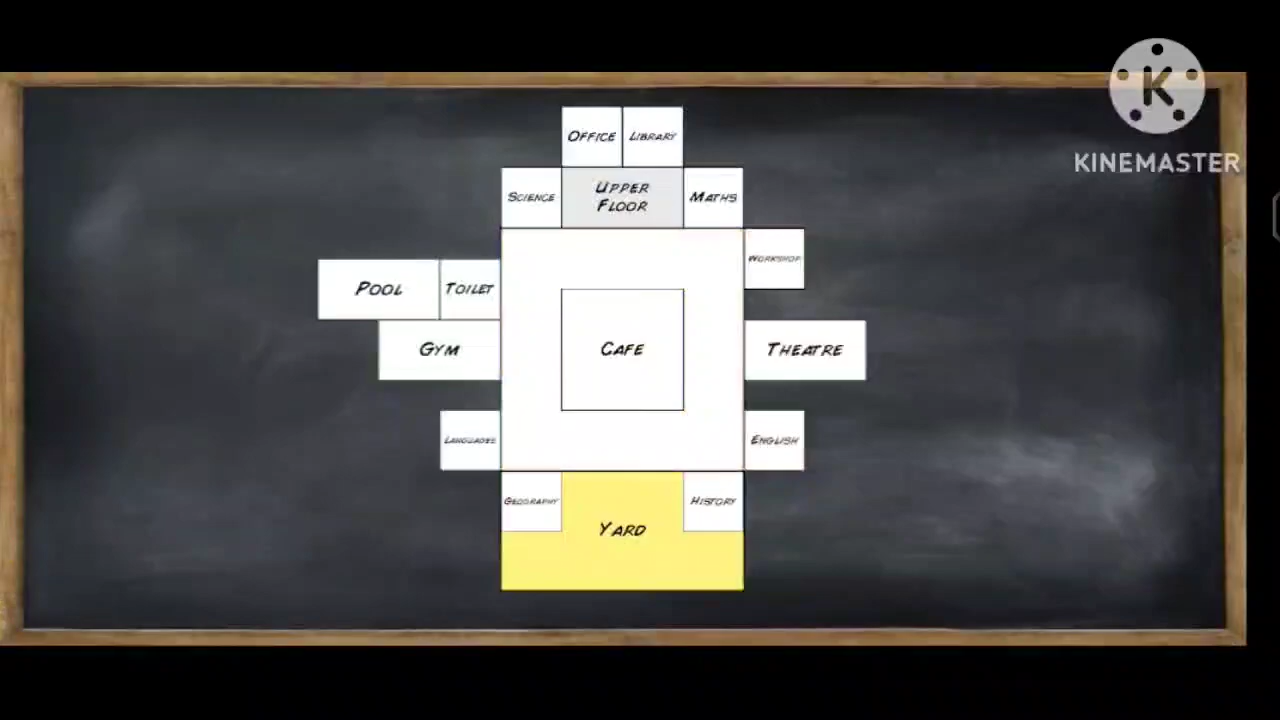 OFFICE LIBRARY
SCIENCE UPPER FLOOR MATHS
KINEMASTER
WORKSHOP
POOL TOILET
GYM CAFE THEATRE
LANGUAGES ENGLISH
GEOGRAPHY HISTORY
YARD